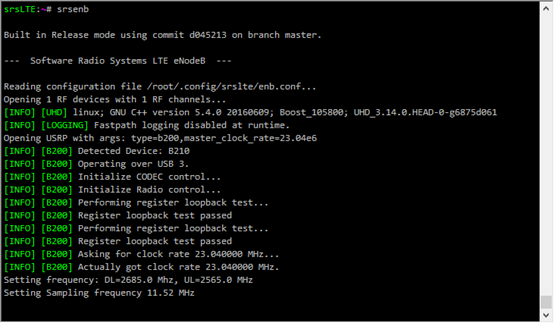 srsLTE:~# srsenb
Built in Release mode using commit d045213 on branch master.
--- Software Radio Systems LTE eNodeB ---
Reading configuration file /root/.config/srslte/enb.conf...
Opening 1 RF devices with 1 RF channels...
[INFO] [UHD] linux; GNU C++ version 5.4.0 20160609; Boost_105800; UHD_3.14.0.HEAD-0-g6875d061
[INFO] [LOGGING] Fastpath logging disabled at runtime.
Opening USRP with args: type=b200,master_clock_rate=23.04e6
[INFO] [B200] Detected Device: B210
[INFO] [B200] Operating over USB 3.
[INFO] [B200] Initialize CODEC control...
[INFO] [B200] Initialize Radio control...
[INFO] [B200] Performing register loopback test...
[INFO] [B200] Register loopback test passed
[INFO] [B200] Performing register loopback test...
[INFO] [B200] Register loopback test passed
[INFO] [B200] Asking for clock rate 23.040000 MHz...
[INFO] [B200] Actually got clock rate 23.040000 MHz.
Setting frequency: DL=2685.0 Mhz, UL=2565.0 MHz
Setting Sampling frequency 11.52 MHz